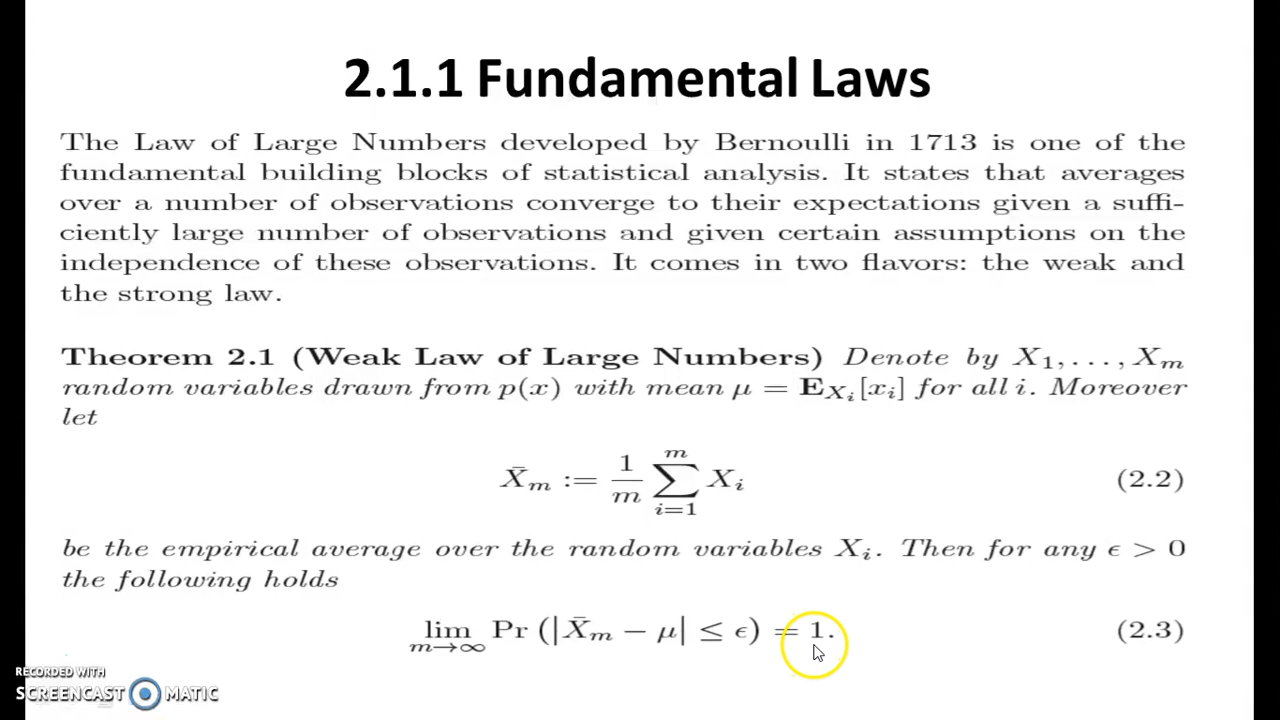 2.1.1 Fundamental Laws
The Law of Large Numbers developed by Bernoulli in 1713 is one of the
fundamental building blocks of statistical analysis. It states that averages
over a number of observations converge to their expectations given a suffi-
ciently large number of observations and given certain assumptions on the
independence of these observations. It comes in two flavors: the weak and
the strong law.
Theorem 2.1 (Weak Law of Large Numbers) Denote by X₁, . . . , Xₘ
random variables drawn from p(x) with mean μ = E_{Xᵢ}[xᵢ] for all i. Moreover
let
X̄ₘ := \frac{1}{m} \sum_{i=1}^{m} Xᵢ (2.2)
be the empirical average over the random variables Xᵢ. Then for any ϵ > 0
the following holds
\lim_{m→∞} Pr (|X̄ₘ − μ| ≤ ϵ) = 1. (2.3)
RECORDED WITH
SCREENCAST MATIC